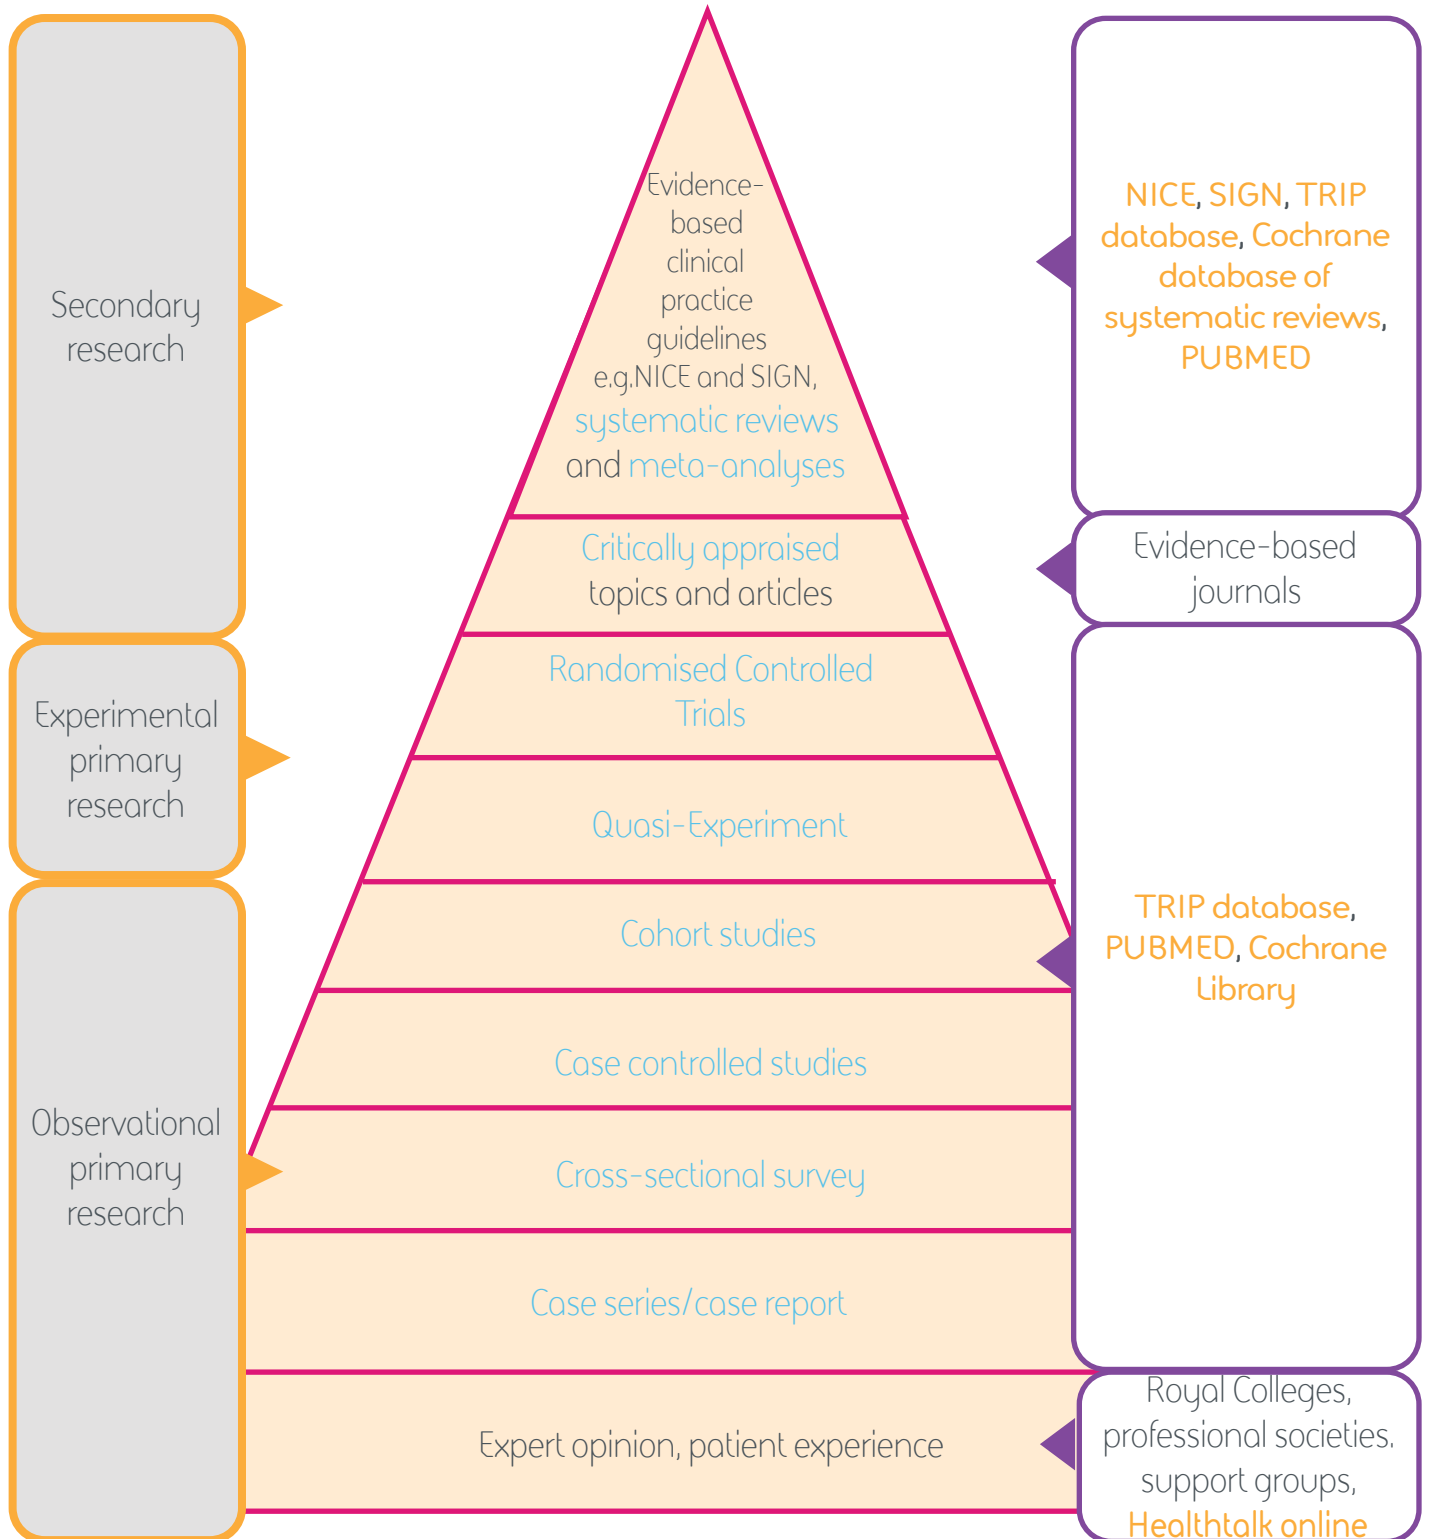 Secondary
research
Experimental
primary
research
Observational
primary
research
Evidence-
based
clinical
practice
guidelines
e.g.NICE and SIGN,
systematic reviews
and meta-analyses
Critically appraised
topics and articles
Randomised Controlled
Trials
Quasi-Experiment
Cohort studies
Case controlled studies
Cross-sectional survey
Case series/case report
Expert opinion, patient experience
NICE, SIGN, TRIP
database, Cochrane
database of
systematic reviews,
PUBMED
Evidence-based
journals
TRIP database,
PUBMED, Cochrane
Library
Royal Colleges,
professional societies.
support groups,
Healthtalk online